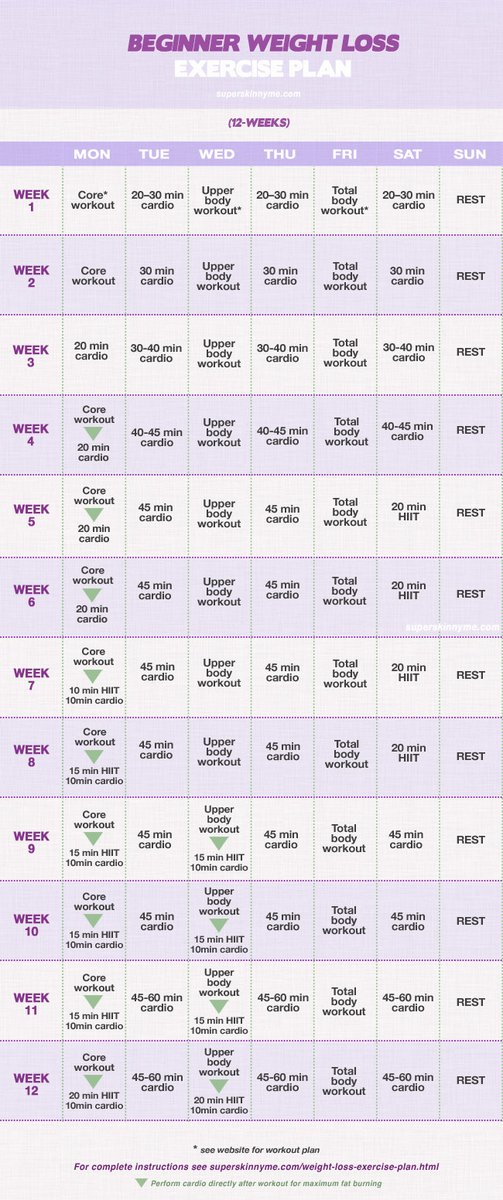 BEGINNER WEIGHT LOSS
EXERCISE PLAN
superskinnyme.com
(12-WEEKS)
MON TUE WED THU FRI SAT SUN
WEEK 1 Core* workout 20–30 min cardio Upper body workout* 20–30 min cardio Total body workout* 20–30 min cardio REST
WEEK 2 Core workout 30 min cardio Upper body workout 30 min cardio Total body workout 30 min cardio REST
WEEK 3 20 min cardio 30-40 min cardio Upper body workout 30-40 min cardio Total body workout 30-40 min cardio REST
WEEK 4 Core workout 20 min cardio 40-45 min cardio Upper body workout 40-45 min cardio Total body workout 40-45 min cardio REST
WEEK 5 Core workout 20 min cardio 45 min cardio Upper body workout 45 min cardio Total body workout 20 min HIIT REST
WEEK 6 Core workout 20 min cardio 45 min cardio Upper body workout 45 min cardio Total body workout 20 min HIIT REST
superskinnyme.com
WEEK 7 Core workout 10 min HIIT 10min cardio 45 min cardio Upper body workout 45 min cardio Total body workout 20 min HIIT REST
WEEK 8 Core workout 15 min HIIT 10min cardio 45 min cardio Upper body workout 45 min cardio Total body workout 20 min HIIT REST
WEEK 9 Core workout 15 min HIIT 10min cardio 45 min cardio Upper body workout 15 min HIIT 10min cardio 45 min cardio Total body workout 45 min cardio REST
WEEK 10 Core workout 15 min HIIT 10min cardio 45 min cardio Upper body workout 15 min HIIT 10min cardio 45 min cardio Total body workout 45 min cardio REST
WEEK 11 Core workout 15 min HIIT 10min cardio 45-60 min cardio Upper body workout 15 min HIIT 10min cardio 45-60 min cardio Total body workout 45-60 min cardio REST
WEEK 12 Core workout 20 min HIIT 10min cardio 45-60 min cardio Upper body workout 20 min HIIT 10min cardio 45-60 min cardio Total body workout 45-60 min cardio REST
* see website for workout plan
For complete instructions see superskinnyme.com/weight-loss-exercise-plan.html
Perform cardio directly after workout for maximum fat burning